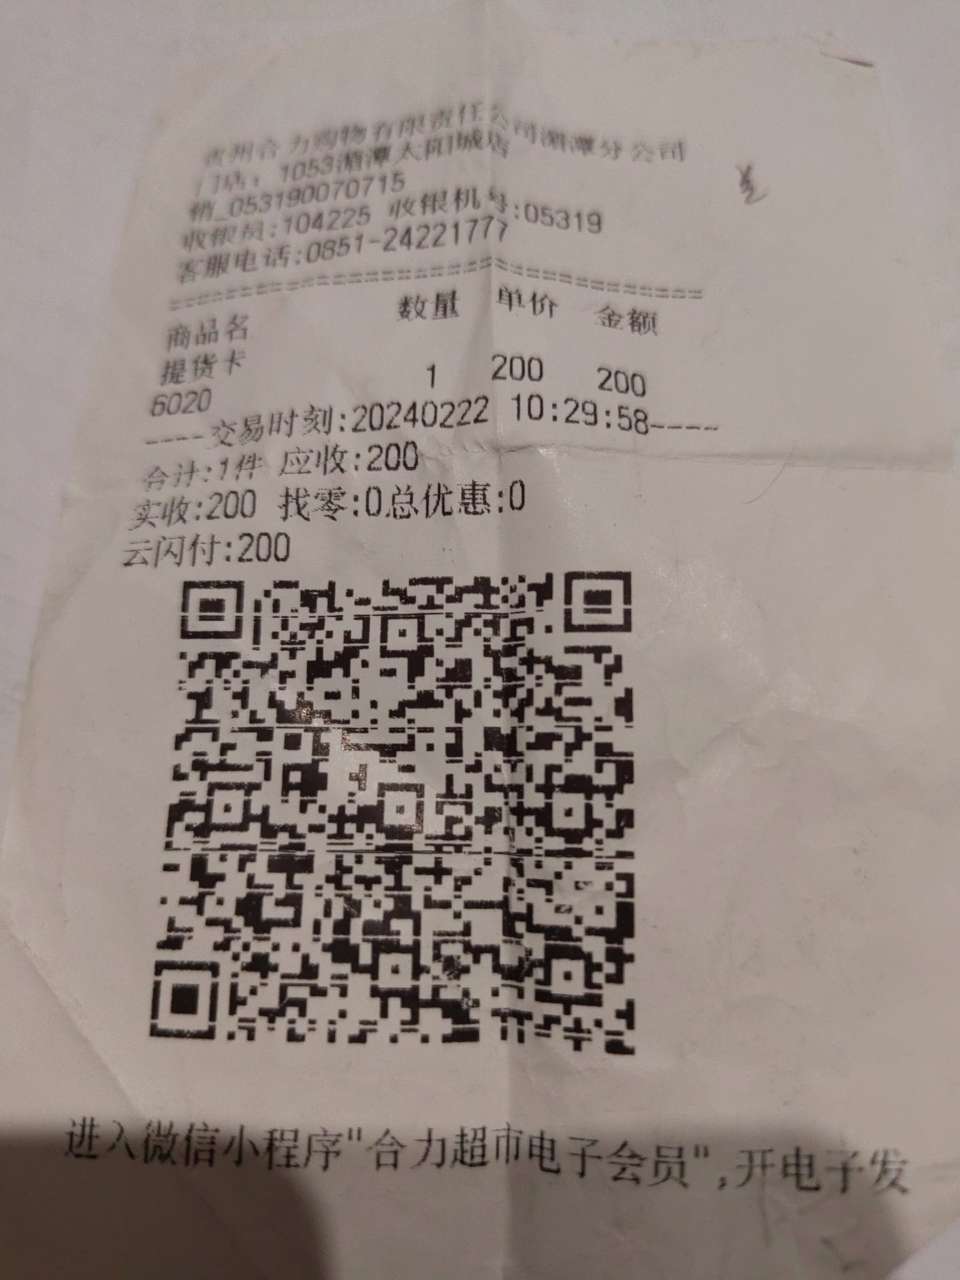 贵州合力购物有限责任公司湄潭分公司
门店：1053湄潭太阳城店
销_053190070715
收银员:104225 收银机号:05319
客服电话:0851-24221777
================================
商品名 数量 单价 金额
提货卡
6020 1 200 200
----交易时刻:20240222 10:29:58----
合计:1件 应收:200
实收:200 找零:0总优惠:0
云闪付:200
进入微信小程序"合力超市电子会员",开电子发